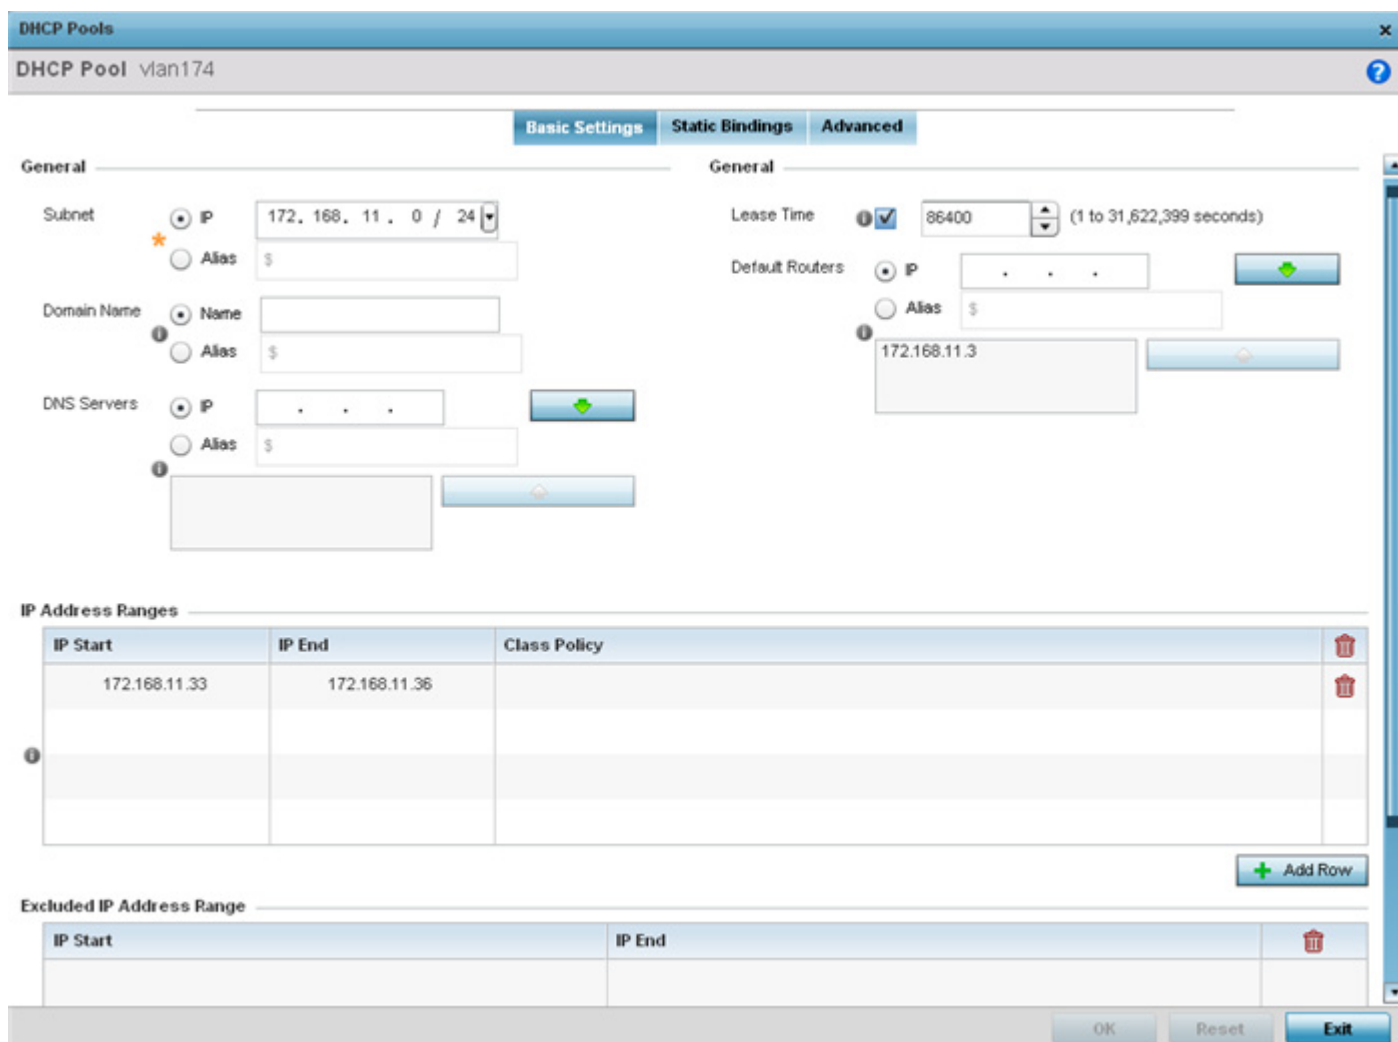 DHCP Pools
DHCP Pool vlan174
Basic Settings
Static Bindings
Advanced
General
Subnet
IP
172. 168. 11 . 0 / 24
* Alias
$
Domain Name
Name
Alias
$
DNS Servers
IP
. . .
Alias
$
General
Lease Time
86400
(1 to 31,622,399 seconds)
Default Routers
IP
. . .
Alias
$
172.168.11.3
IP Address Ranges
IP Start
IP End
Class Policy
172.168.11.33
172.168.11.36
+ Add Row
Excluded IP Address Range
IP Start
IP End
OK
Reset
Exit